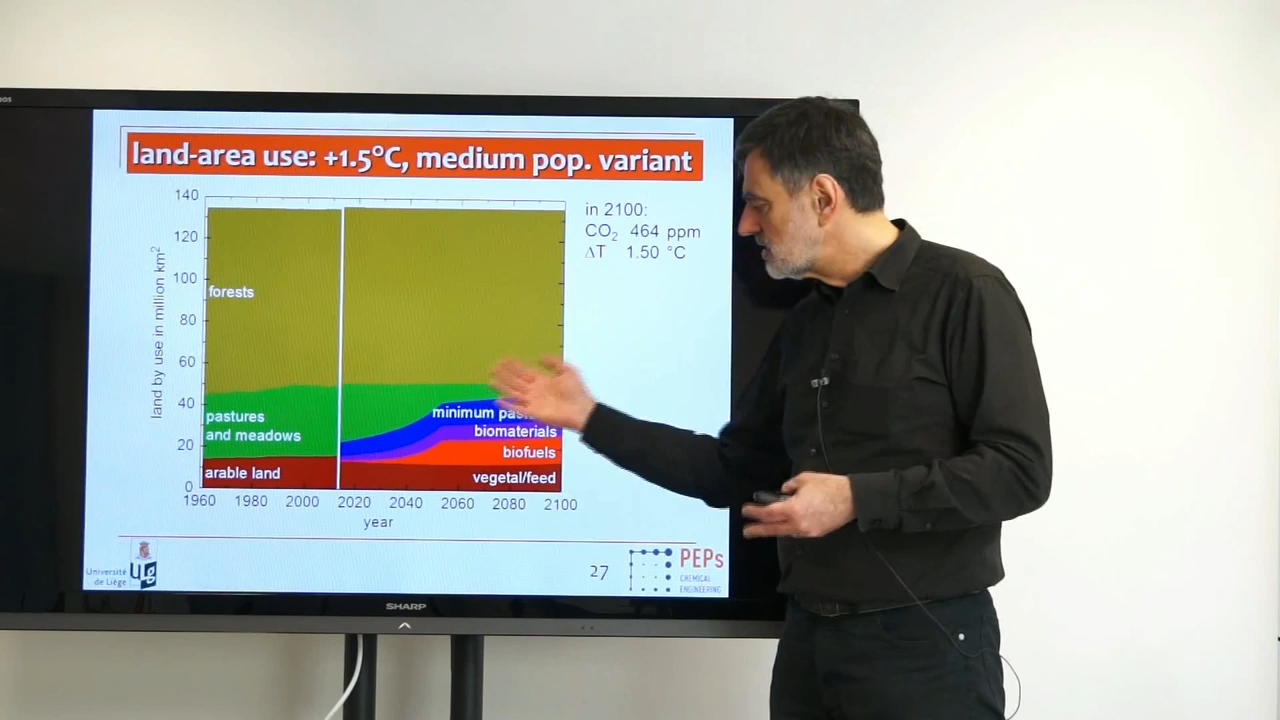 land-area use: +1.5°C, medium pop. variant
140
120
100
80
60
40
20
0
land by use in million km²
forests
pastures
and meadows
arable land
minimum
biomaterials
biofuels
vegetal/feed
1960 1980 2000 2020 2040 2060 2080 2100
year
in 2100:
CO₂ 464 ppm
ΔT 1.50 °C
Université
de Liège
27
PEPs
CHEMICAL
ENGINEERING
SHARP